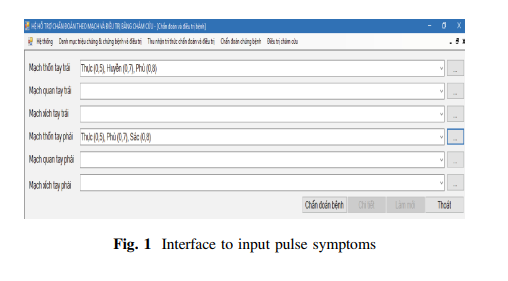 HỆ HỖ TRỢ CHẨN ĐOÁN THEO MẠCH VÀ ĐIỀU TRỊ BẰNG CHÂM CỨU - [Chẩn đoán và điều trị bệnh]
Hệ thống Danh mục triệu chứng & chứng bệnh và điều trị Thu nhận tri thức chẩn đoán và điều trị Chẩn đoán chứng bệnh Điều trị châm cứu
Mạch thốn tay trái Thực (0,5), Huyền (0,7), Phù (0,8) ...
Mạch quan tay trái ...
Mạch xích tay trái ...
Mạch thốn tay phải Thực (0,5), Phù (0,7), Sác (0,8) ...
Mạch quan tay phải ...
Mạch xích tay phải ...
Chẩn đoán bệnh Chi tiết Làm mới Thoát
Fig. 1 Interface to input pulse symptoms